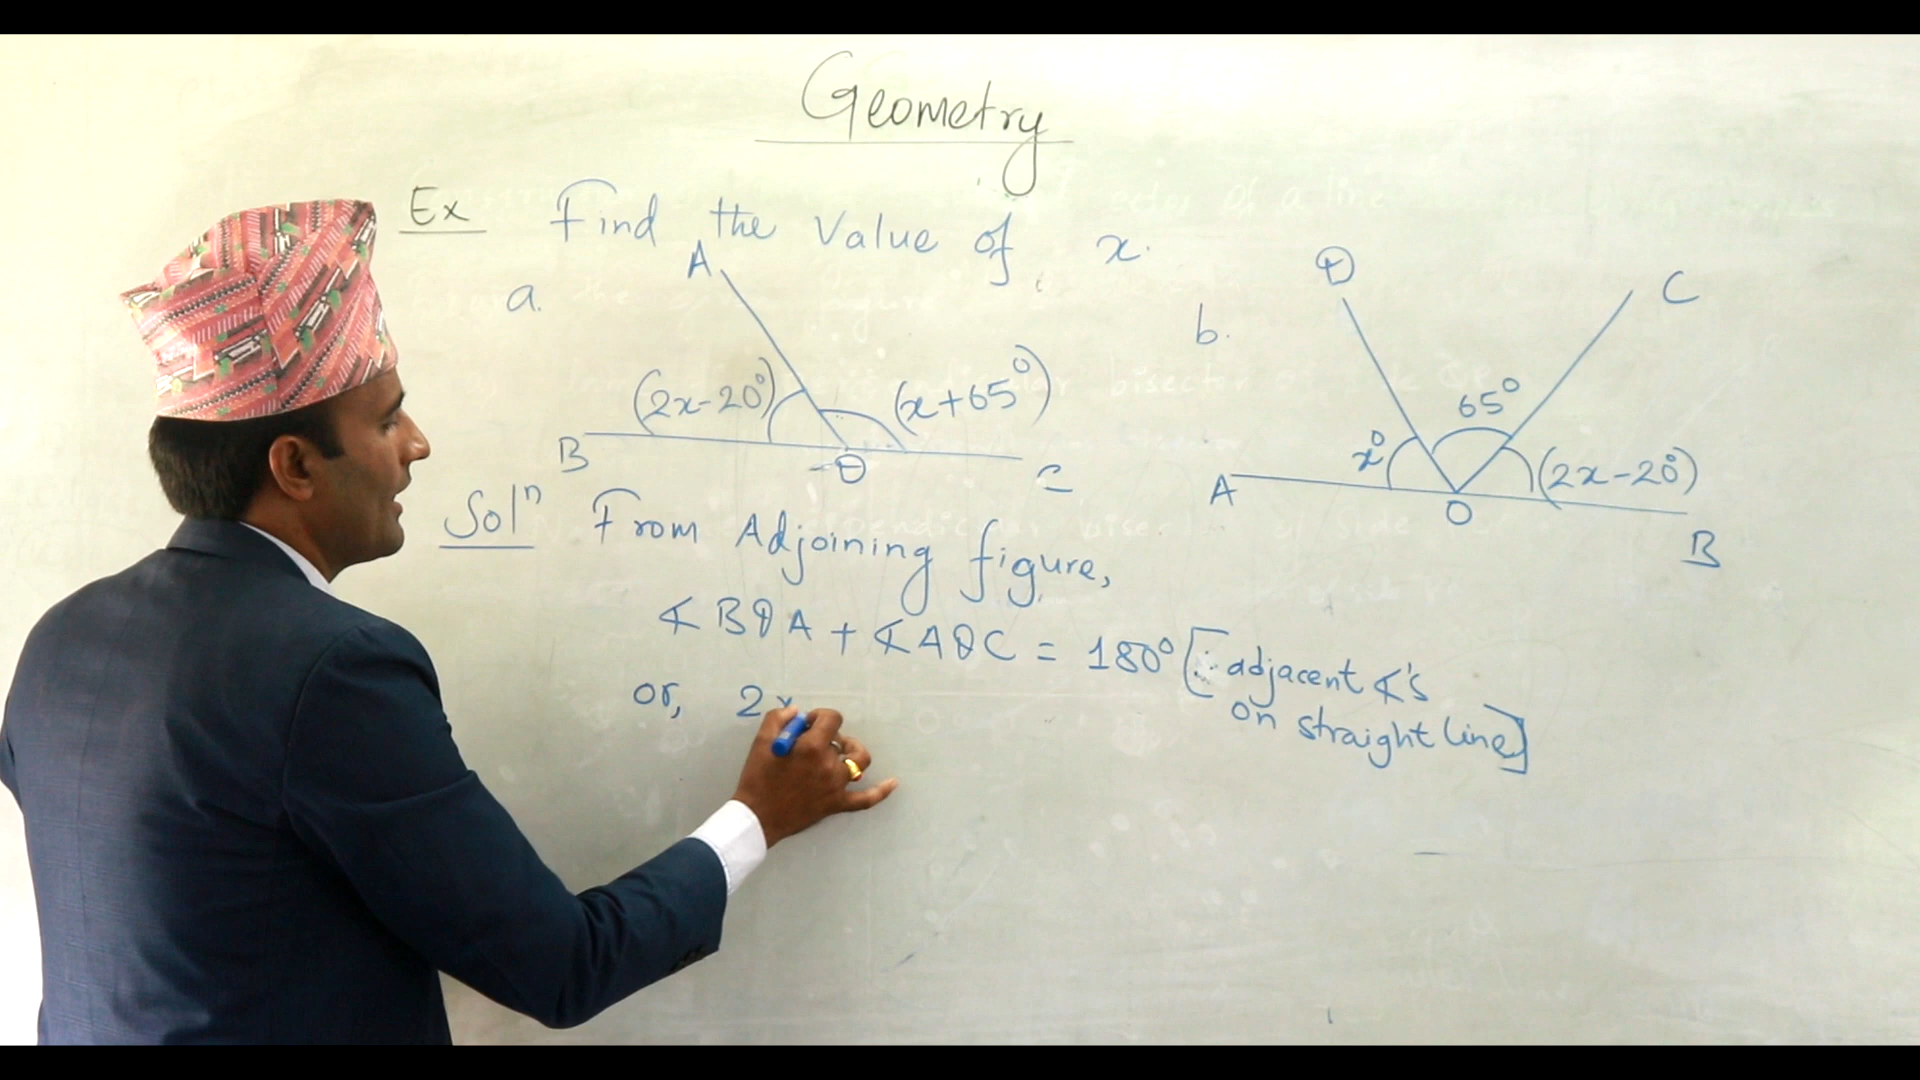 Geometry
Ex Find the value of x.
a.
A
(2x-20°) (x+65°)
B O C
b.
D C
65°
x° (2x-20°)
A O B
Solⁿ From Adjoining figure,
∢BOA + ∢AOC = 180° [∵ adjacent ∢'s
on straight line]
or, 2x